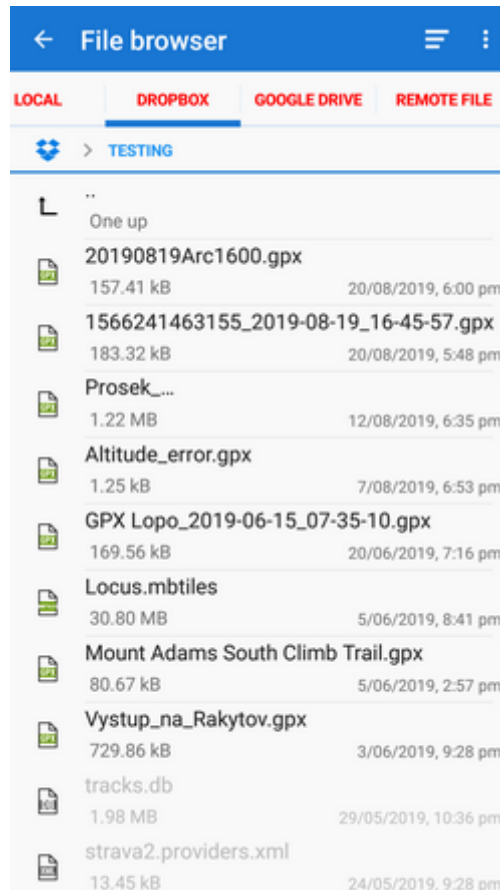 File browser
LOCAL DROPBOX GOOGLE DRIVE REMOTE FILE
> TESTING
..
One up
20190819Arc1600.gpx
157.41 kB 20/08/2019, 6:00 pm
1566241463155_2019-08-19_16-45-57.gpx
183.32 kB 20/08/2019, 5:48 pm
Prosek_...
1.22 MB 12/08/2019, 6:35 pm
Altitude_error.gpx
1.25 kB 7/08/2019, 6:53 pm
GPX Lopo_2019-06-15_07-35-10.gpx
169.56 kB 20/06/2019, 7:16 pm
Locus.mbtiles
30.80 MB 5/06/2019, 8:41 pm
Mount Adams South Climb Trail.gpx
80.67 kB 5/06/2019, 2:57 pm
Vystup_na_Rakytov.gpx
729.86 kB 3/06/2019, 9:28 pm
tracks.db
1.98 MB 29/05/2019, 10:36 pm
strava2.providers.xml
13.45 kB 24/05/2019, 9:28 pm